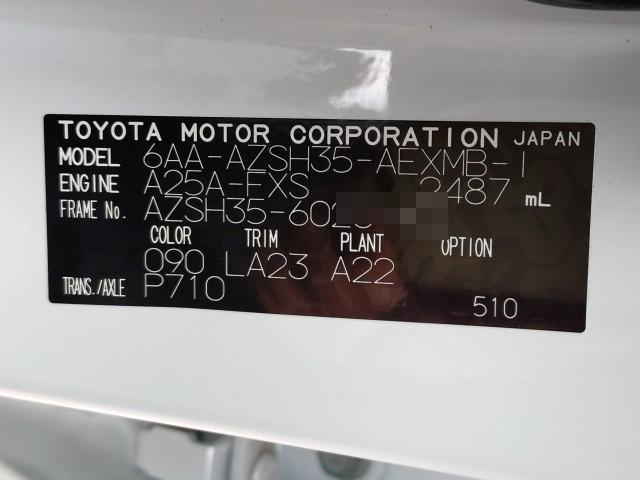 TOYOTA MOTOR CORPORATION JAPAN
MODEL 6AA-AZSH35-AEXMB-I
ENGINE A25A-FXS 2487 mL
FRAME No. AZSH35-602
COLOR TRIM PLANT OPTION
090 LA23 A22
TRANS./AXLE P710
510